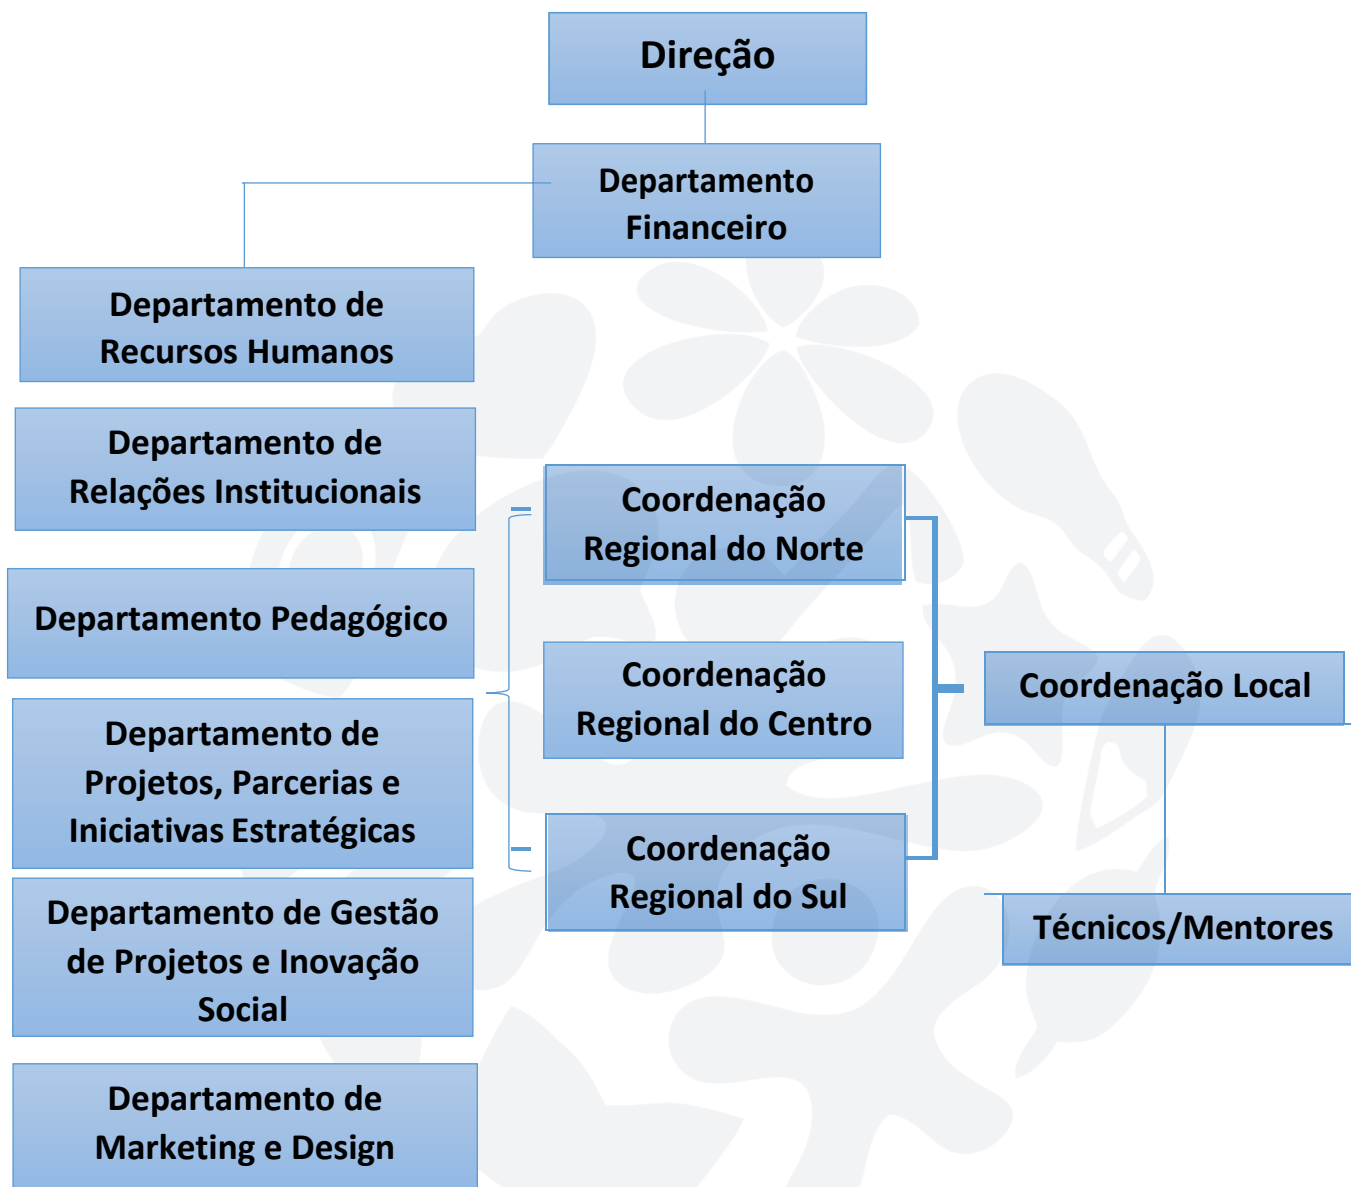 Direção
Departamento
Financeiro
Departamento de
Recursos Humanos
Departamento de
Relações Institucionais
Departamento Pedagógico
Departamento de
Projetos, Parcerias e
Iniciativas Estratégicas
Departamento de Gestão
de Projetos e Inovação
Social
Departamento de
Marketing e Design
Coordenação
Regional do Norte
Coordenação
Regional do Centro
Coordenação
Regional do Sul
Coordenação Local
Técnicos/Mentores